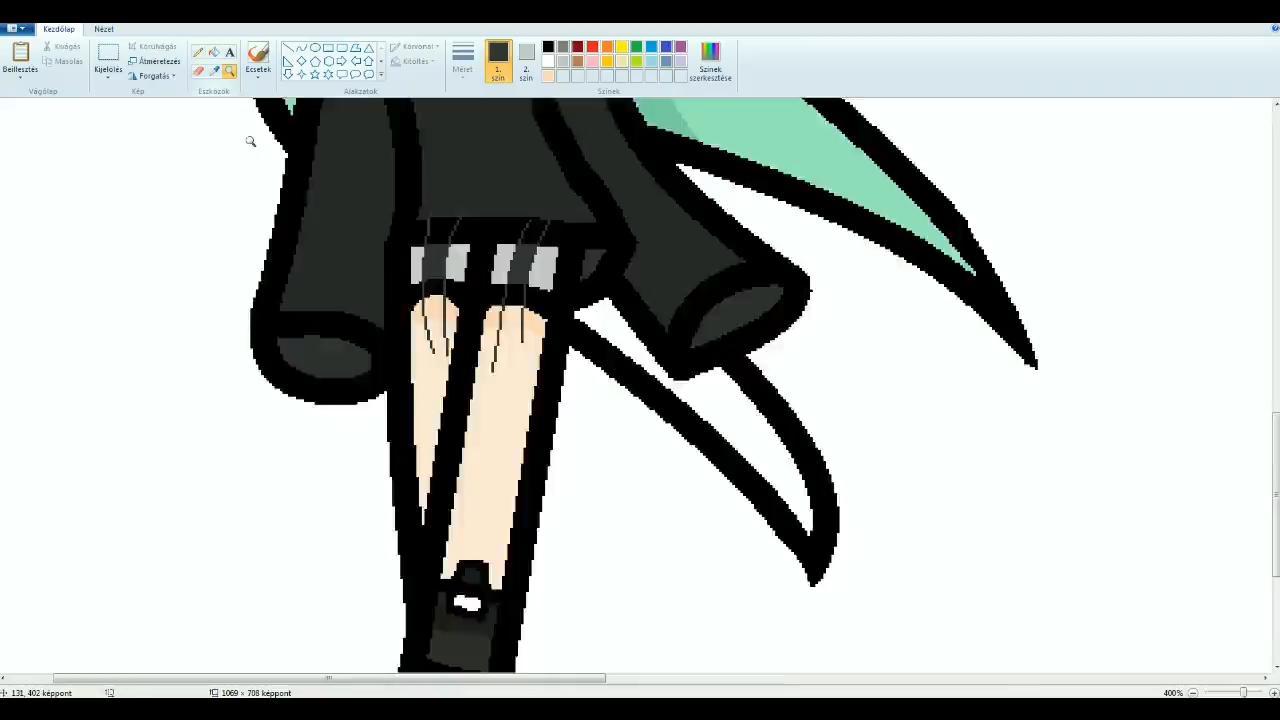 Kezdőlap Nézet
Beillesztés
Kivágás
Másolás
Vágólap
Kijelölés
Körülvágás
Átméretezés
Forgatás
Kép
A
Eszközök
Ecsetek
Alakzatok
Körvonal
Kitöltés
Méret
1. szín
2. szín
Színek
Színek szerkesztése
131, 402 képpont
1069 × 708 képpont
400%